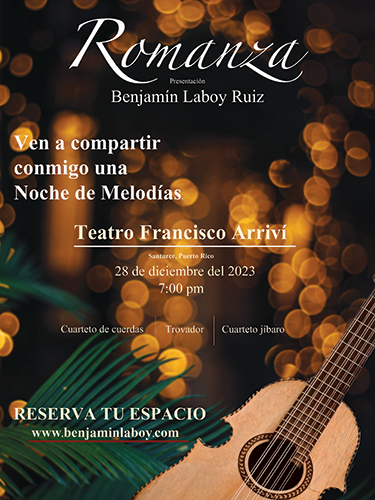 Romanza
Presentación
Benjamín Laboy Ruiz
Ven a compartir
conmigo una
Noche de Melodías.
Teatro Francisco Arriví
Santurce, Puerto Rico
28 de diciembre del 2023
7:00 pm
Cuarteto de cuerdas | Trovador | Cuarteto jíbaro
RESERVA TU ESPACIO
www.benjaminlaboy.com